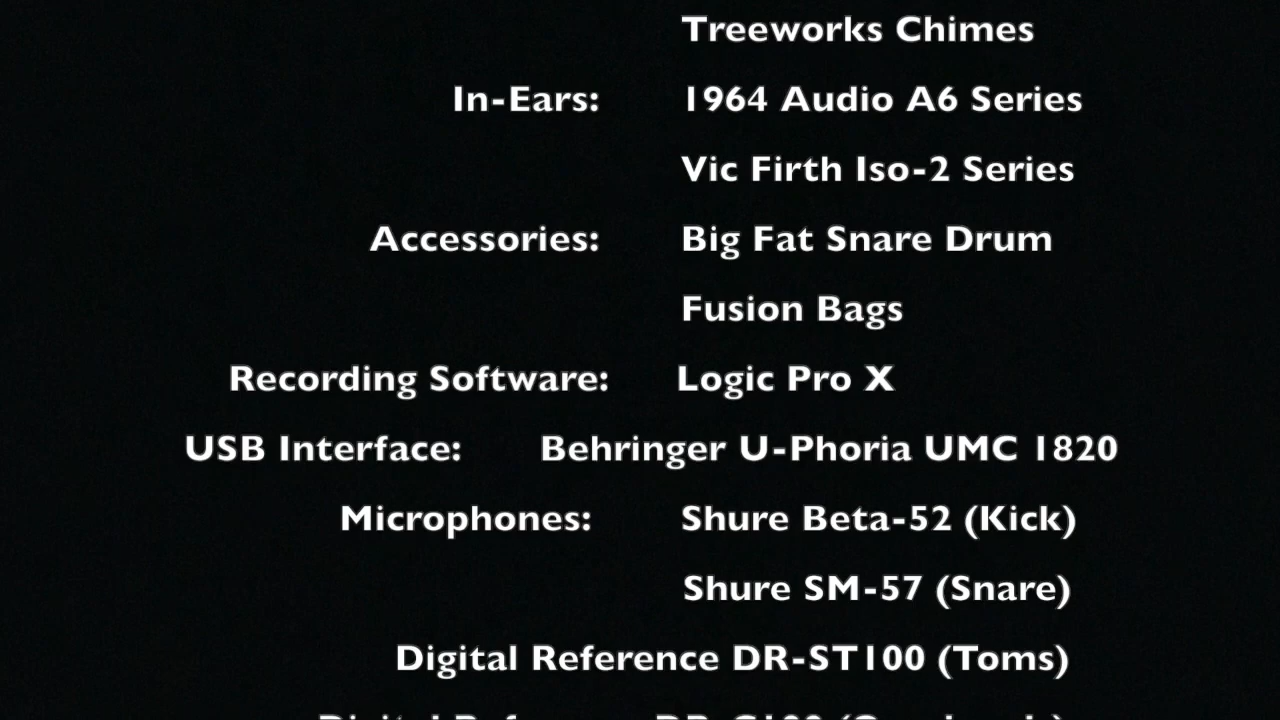 Treeworks Chimes
In-Ears: 1964 Audio A6 Series
Vic Firth Iso-2 Series
Accessories: Big Fat Snare Drum
Fusion Bags
Recording Software: Logic Pro X
USB Interface: Behringer U-Phoria UMC 1820
Microphones: Shure Beta-52 (Kick)
Shure SM-57 (Snare)
Digital Reference DR-ST100 (Toms)